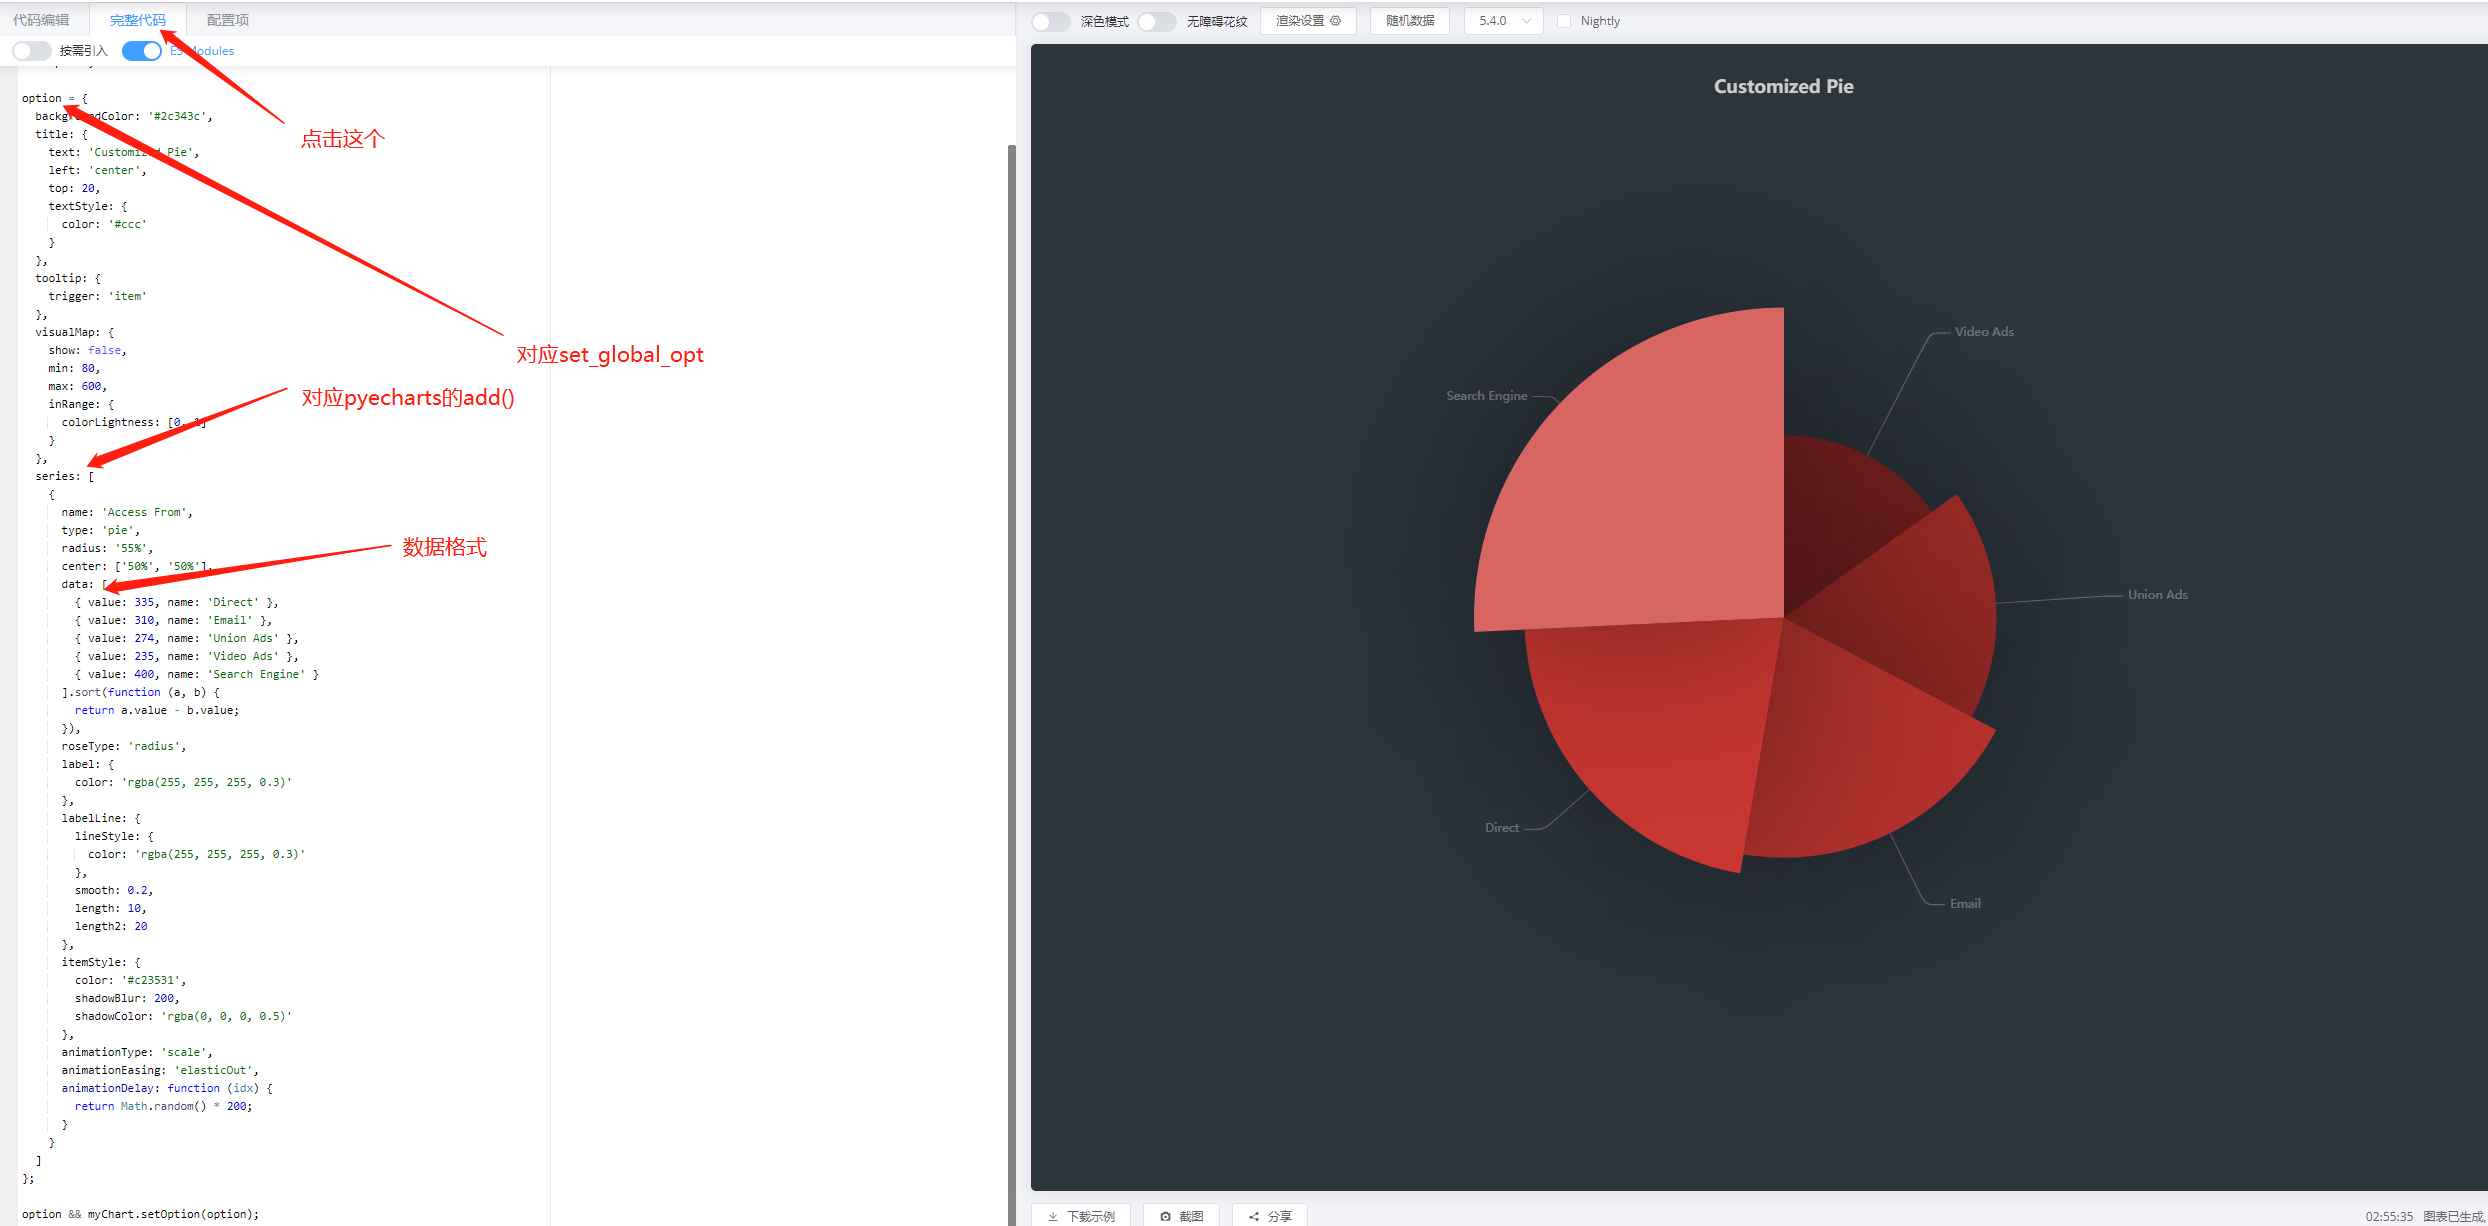 代码编辑 完整代码 配置项
按需引入
option = {
backgroundColor: '#2c343c',
title: {
text: 'Customized Pie',
left: 'center',
top: 20,
textStyle: {
color: '#ccc'
}
},
tooltip: {
trigger: 'item'
},
visualMap: {
show: false,
min: 80,
max: 600,
inRange: {
colorLightness: [0, 1]
}
},
series: [
{
name: 'Access From',
type: 'pie',
radius: '55%',
center: ['50%', '50%'],
data: [
{ value: 335, name: 'Direct' },
{ value: 310, name: 'Email' },
{ value: 274, name: 'Union Ads' },
{ value: 235, name: 'Video Ads' },
{ value: 400, name: 'Search Engine' }
].sort(function (a, b) {
return a.value - b.value;
}),
roseType: 'radius',
label: {
color: 'rgba(255, 255, 255, 0.3)'
},
labelLine: {
lineStyle: {
color: 'rgba(255, 255, 255, 0.3)'
},
smooth: 0.2,
length: 10,
length2: 20
},
itemStyle: {
color: '#c23531',
shadowBlur: 200,
shadowColor: 'rgba(0, 0, 0, 0.5)'
},
animationType: 'scale',
animationEasing: 'elasticOut',
animationDelay: function (idx) {
return Math.random() * 200;
}
}
]
};
option && myChart.setOption(option);
点击这个
对应set_global_opt
对应pyecharts的add()
数据格式
深色模式 无障碍花纹 渲染设置 随机数据 5.4.0 Nightly
Customized Pie
Video Ads
Search Engine
Union Ads
Direct
Email
下载示例 截图 分享
02:55:35 图表已生成,